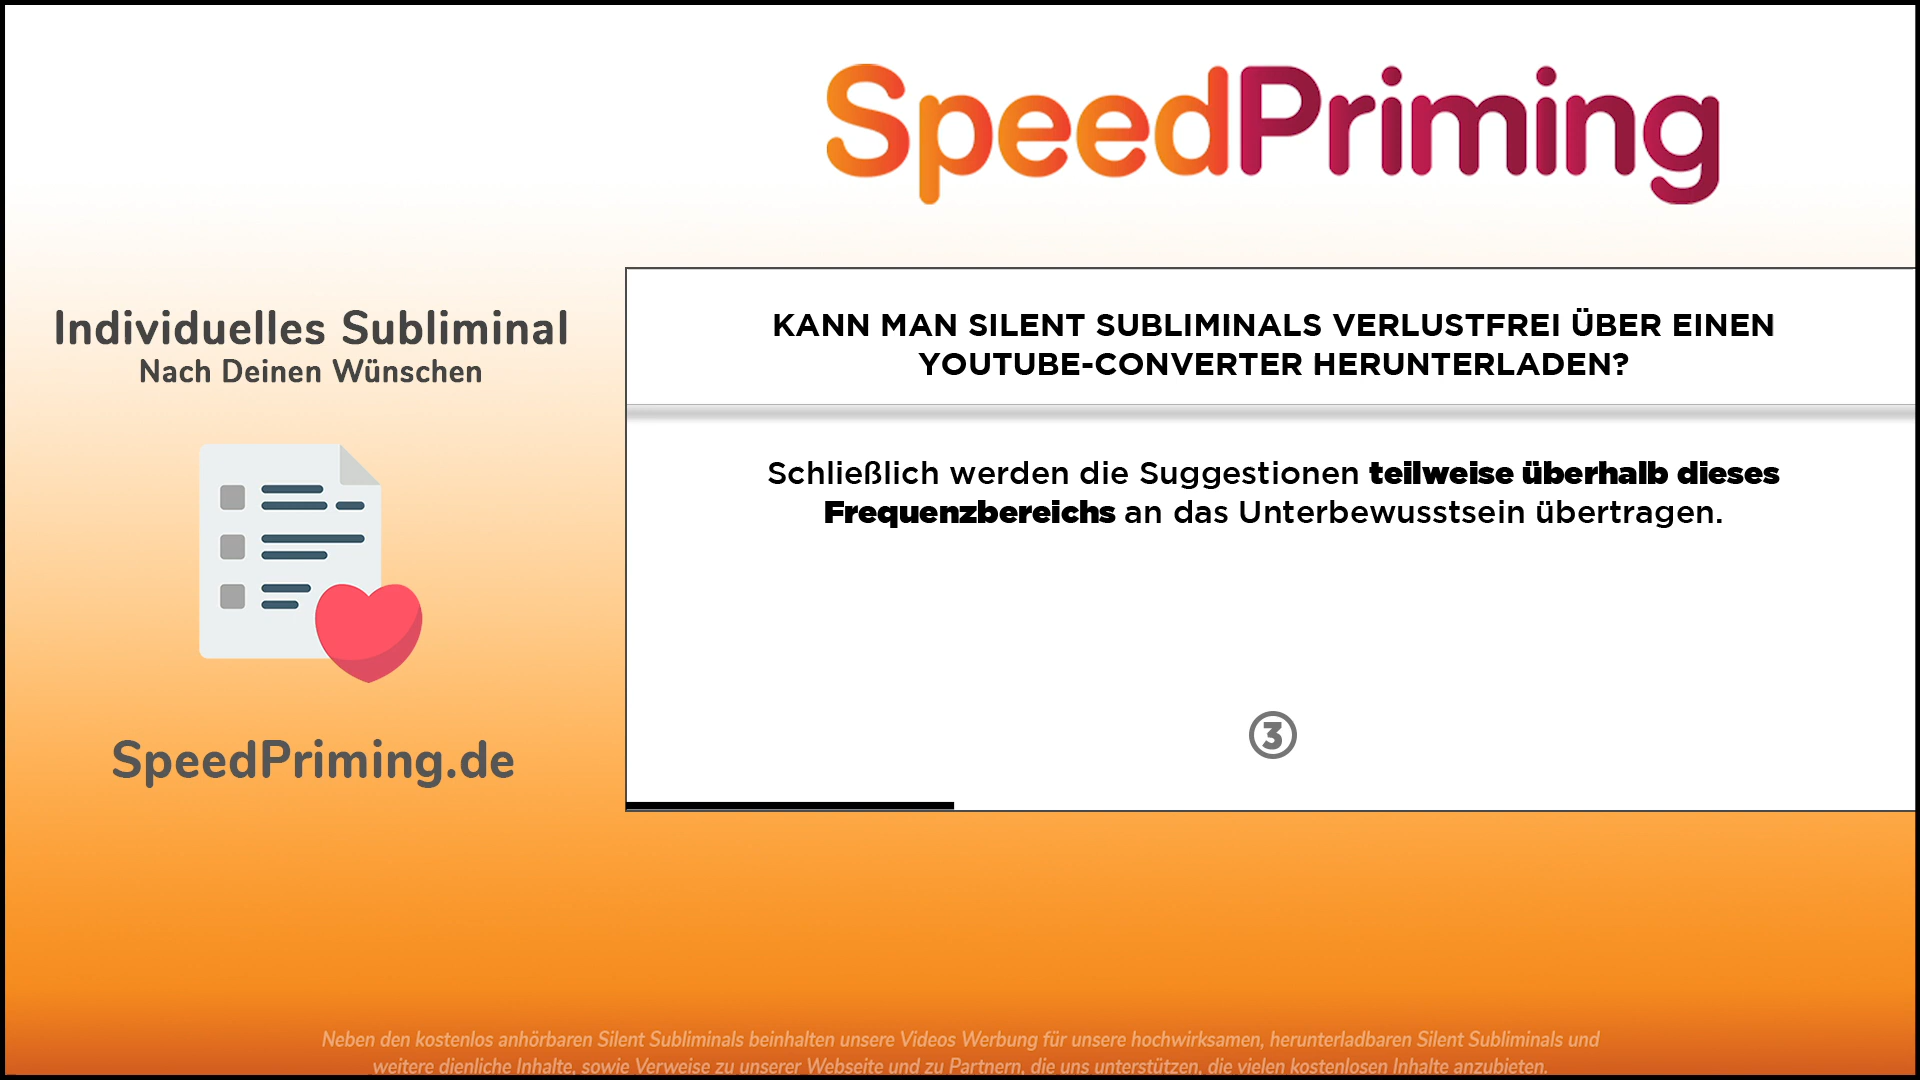 SpeedPriming
Individuelles Subliminal
Nach Deinen Wünschen
SpeedPriming.de
KANN MAN SILENT SUBLIMINALS VERLUSTFREI ÜBER EINEN
YOUTUBE-CONVERTER HERUNTERLADEN?
Schließlich werden die Suggestionen teilweise überhalb dieses
Frequenzbereichs an das Unterbewusstsein übertragen.
3
Neben den kostenlos anhörbaren Silent Subliminals beinhalten unsere Videos Werbung für unsere hochwirksamen, herunterladbaren Silent Subliminals und
weitere dienliche Inhalte, sowie Verweise zu unserer Webseite und zu Partnern, die uns unterstützen, die vielen kostenlosen Inhalte anzubieten.